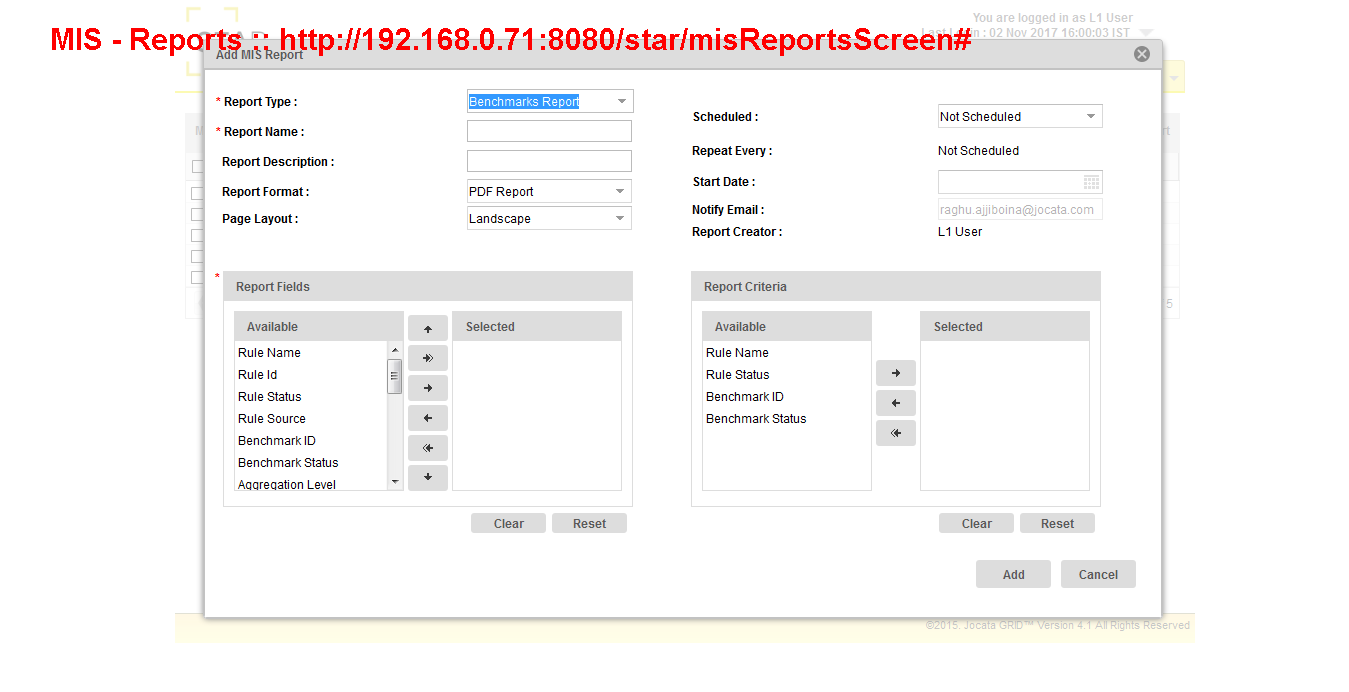 You are logged in as L1 User
MIS - Reports :: http://192.168.0.71:8080/star/misReportsScreen#
02 Nov 2017 16:00:03 IST
Add MIS Report
* Report Type :
Benchmarks Report
* Report Name :
Report Description :
Report Format :
PDF Report
Page Layout :
Landscape
Scheduled :
Not Scheduled
Repeat Every :
Not Scheduled
Start Date :
Notify Email :
raghu.ajjiboina@jocata.com
Report Creator :
L1 User
*
Report Fields
Available
Selected
Rule Name
Rule Id
Rule Status
Rule Source
Benchmark ID
Benchmark Status
Aggregation Level
Clear
Reset
Report Criteria
Available
Selected
Rule Name
Rule Status
Benchmark ID
Benchmark Status
Clear
Reset
5
Add
Cancel
©2015. Jocata GRID™ Version 4.1 All Rights Reserved